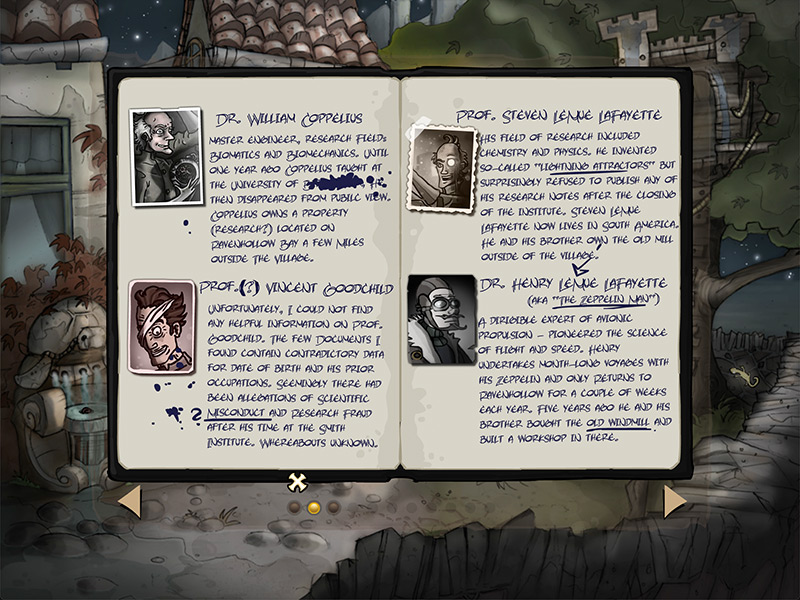 DR. WILLIAM COPPELIUS
MASTER ENGINEER, RESEARCH FIELD:
BIOMATICS AND BIOMECHANICS. UNTIL
ONE YEAR AGO COPPELIUS TAUGHT AT
THE UNIVERSITY OF
THEN DISAPPEARED FROM PUBLIC VIEW.
COPPELIUS OWNS A PROPERTY
(RESEARCH?) LOCATED ON
RAVENHOLLOW BAY A FEW MILES
OUTSIDE THE VILLAGE.
PROF.(?) VINCENT GOODCHILD
UNFORTUNATELY, I COULD NOT FIND
ANY HELPFUL INFORMATION ON PROF.
GOODCHILD. THE FEW DOCUMENTS I
FOUND CONTAIN CONTRADICTORY DATA
FOR DATE OF BIRTH AND HIS PRIOR
OCCUPATIONS. SEEMINGLY THERE HAD
BEEN ALLEGATIONS OF SCIENTIFIC
? MISCONDUCT AND RESEARCH FRAUD
AFTER HIS TIME AT THE SMITH
INSTITUTE. WHEREABOUTS UNKNOWN.
PROF. STEVEN LENUE LAFAYETTE
HIS FIELD OF RESEARCH INCLUDED
CHEMISTRY AND PHYSICS. HE INVENTED
SO-CALLED "LIGHTNING ATTRACTORS" BUT
SURPRISINGLY REFUSED TO PUBLISH ANY OF
HIS RESEARCH NOTES AFTER THE CLOSING
OF THE INSTITUTE. STEVEN LENUE
LAFAYETTE NOW LIVES IN SOUTH AMERICA.
HE AND HIS BROTHER OWN THE OLD MILL
OUTSIDE OF THE VILLAGE.
DR. HENRY LENUE LAFAYETTE
(AKA "THE ZEPPELIN MAN")
A DIRIGIBLE EXPERT OF AVIONIC
PROPULSION - PIONEERED THE SCIENCE
OF FLIGHT AND SPEED. HENRY
UNDERTAKES MONTH-LONG VOYAGES WITH
HIS ZEPPELIN AND ONLY RETURNS TO
RAVENHOLLOW FOR A COUPLE OF WEEKS
EACH YEAR. FIVE YEARS AGO HE AND HIS
BROTHER BOUGHT THE OLD WINDMILL AND
BUILT A WORKSHOP IN THERE.